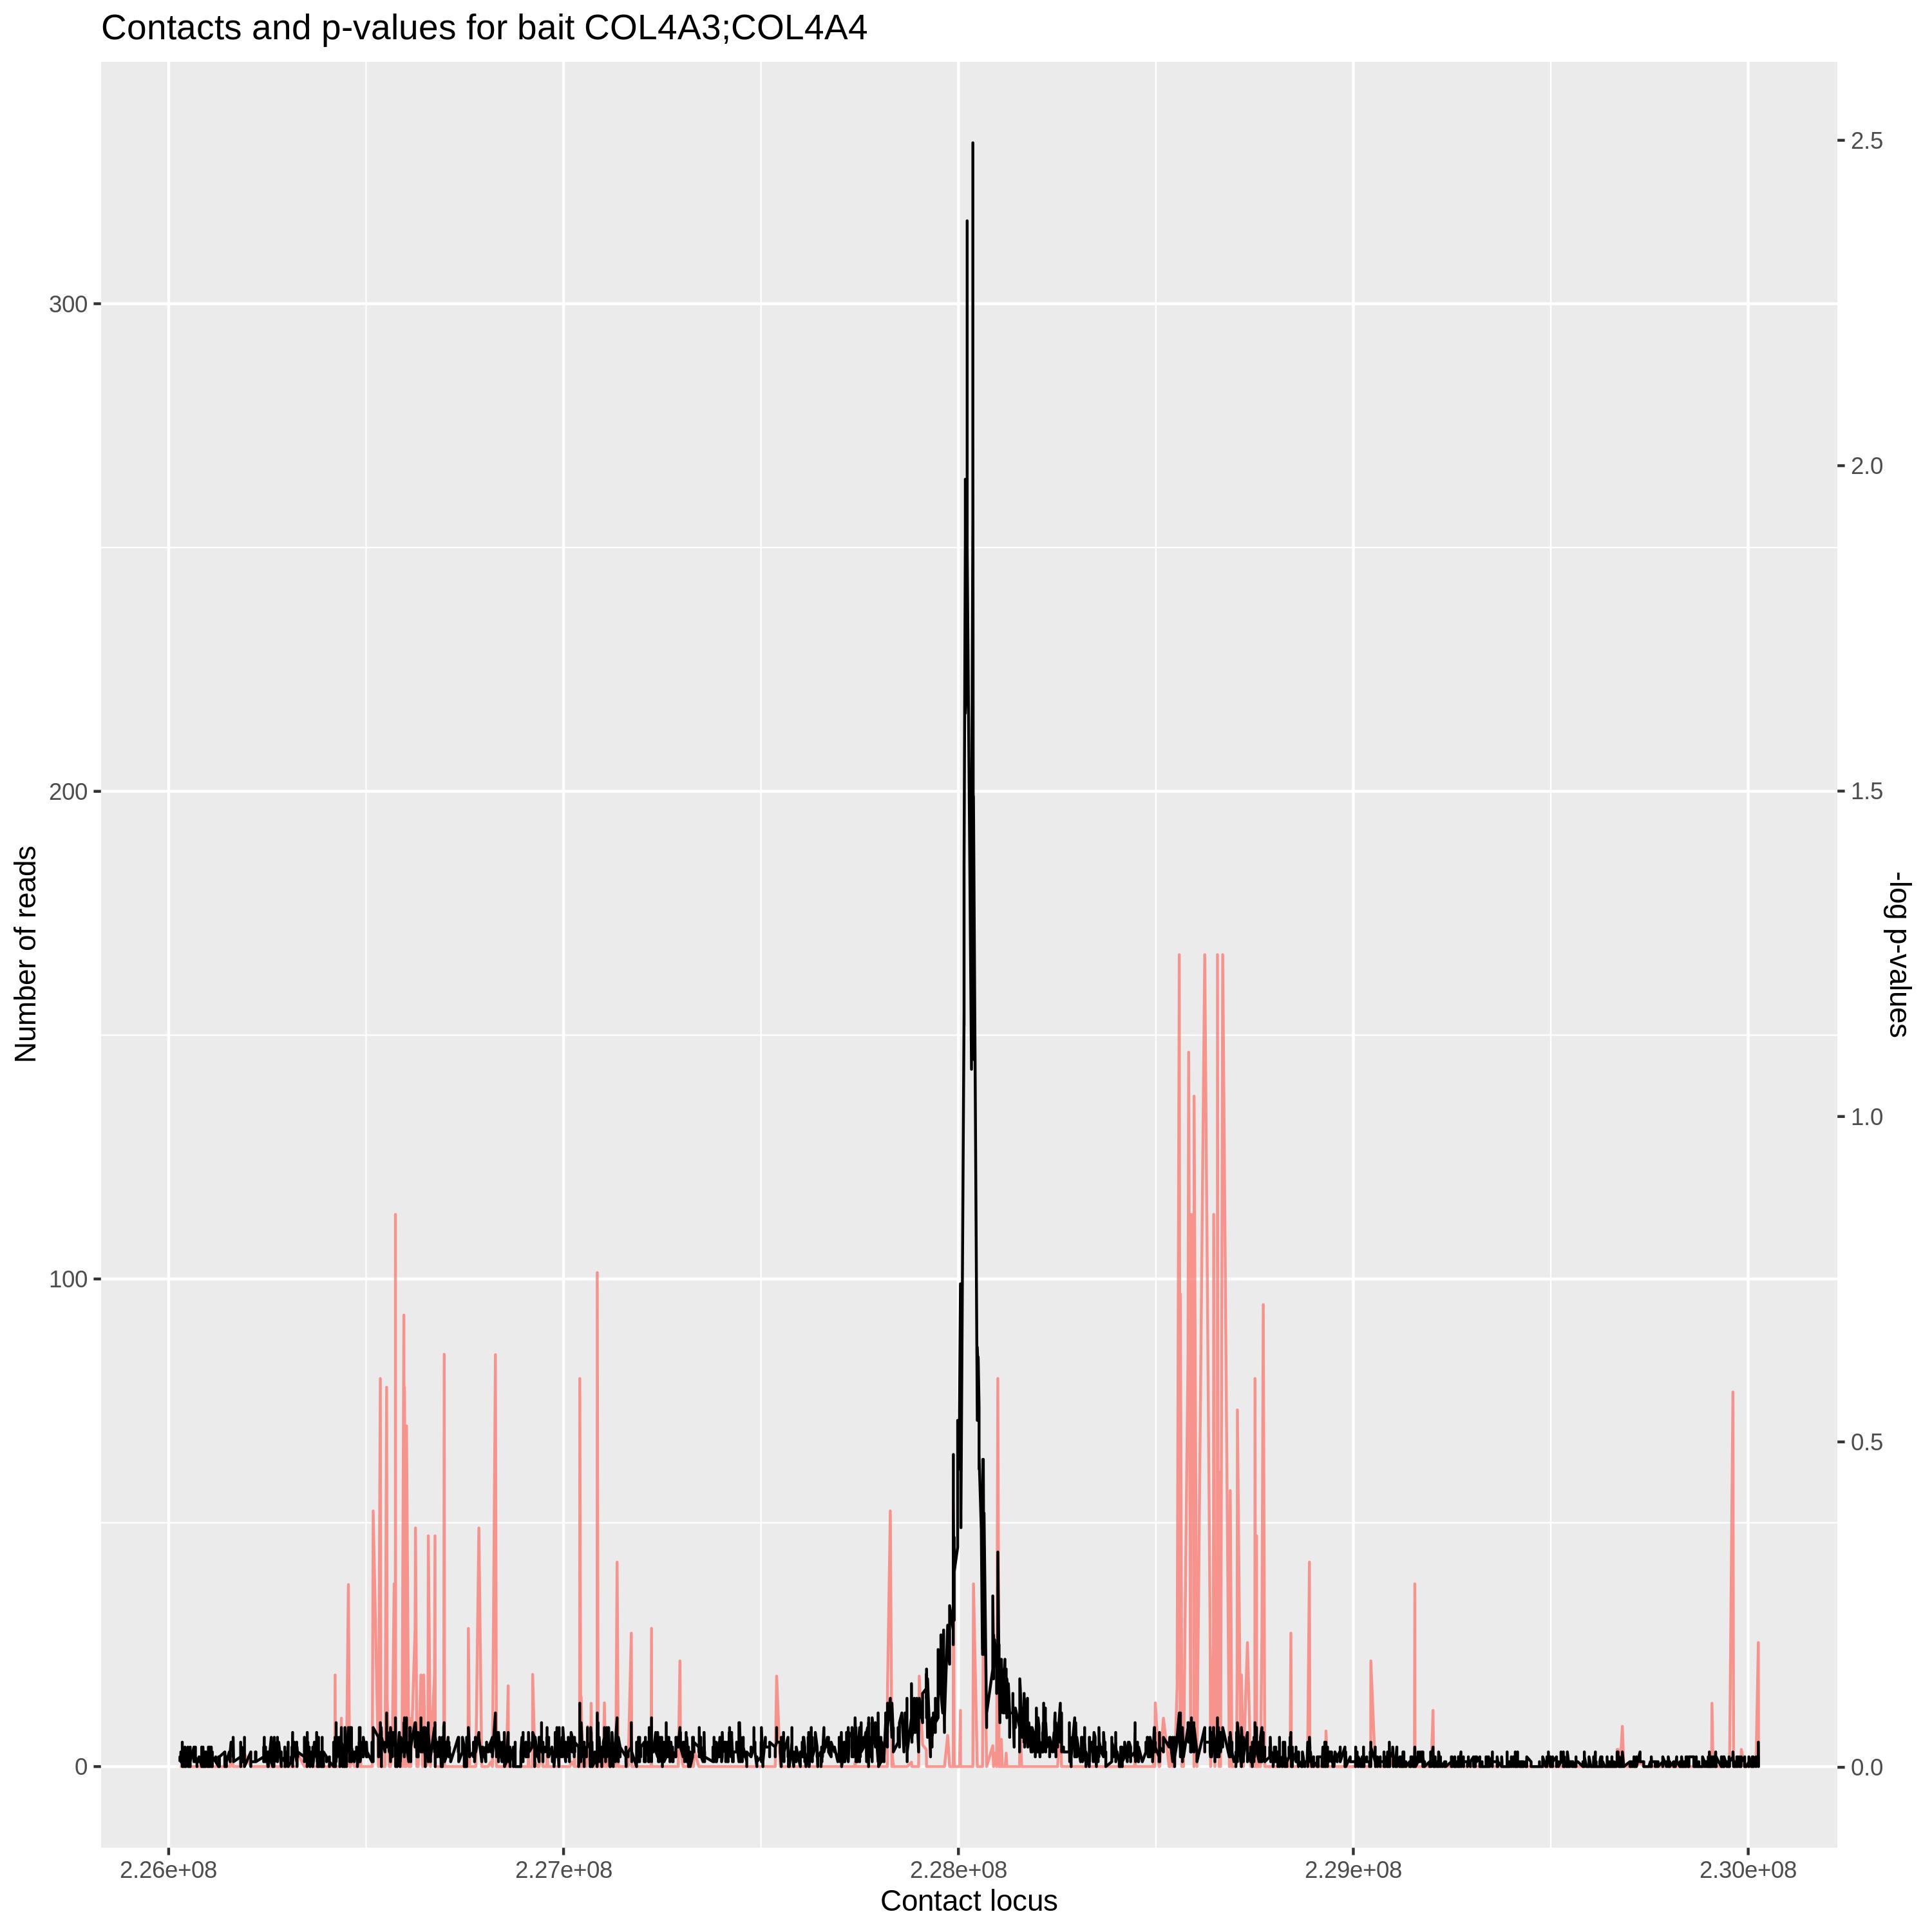 Contacts and p-values for bait COL4A3;COL4A4
300
200
100
0
Number of reads
2.5
2.0
1.5
1.0
0.5
0.0
-log p-values
2.26e+08 2.27e+08 2.28e+08 2.29e+08 2.30e+08
Contact locus